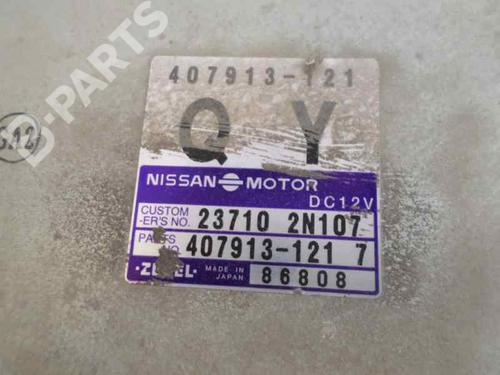 B-PARTS
407913-121
Q Y
NISSAN MOTOR
DC12V
CUSTOM
-ER'S NO. 23710 2N107
PARTS
NO. 407913-121 7
MADE IN
JAPAN
86808